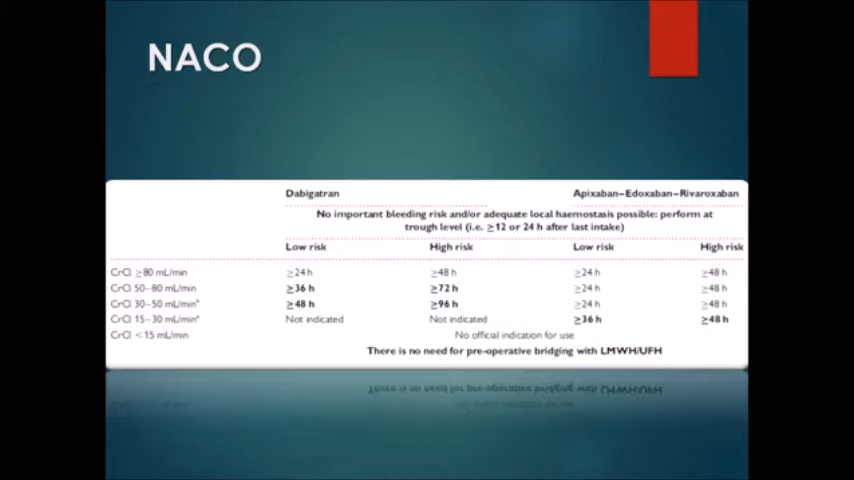 NACO
Dabigatran Apixaban–Edoxaban–Rivaroxaban
No important bleeding risk and/or adequate local haemostasis possible: perform at
trough level (i.e. ≥12 or 24 h after last intake)
Low risk High risk Low risk High risk
CrCl ≥80 mL/min ≥24 h ≥48 h ≥24 h ≥48 h
CrCl 50–80 mL/min ≥36 h ≥72 h ≥24 h ≥48 h
CrCl 30–50 mL/min ≥48 h ≥96 h ≥24 h ≥48 h
CrCl 15–30 mL/min Not indicated Not indicated ≥36 h ≥48 h
CrCl <15 mL/min No official indication for use
There is no need for pre-operative bridging with LMWH/UFH